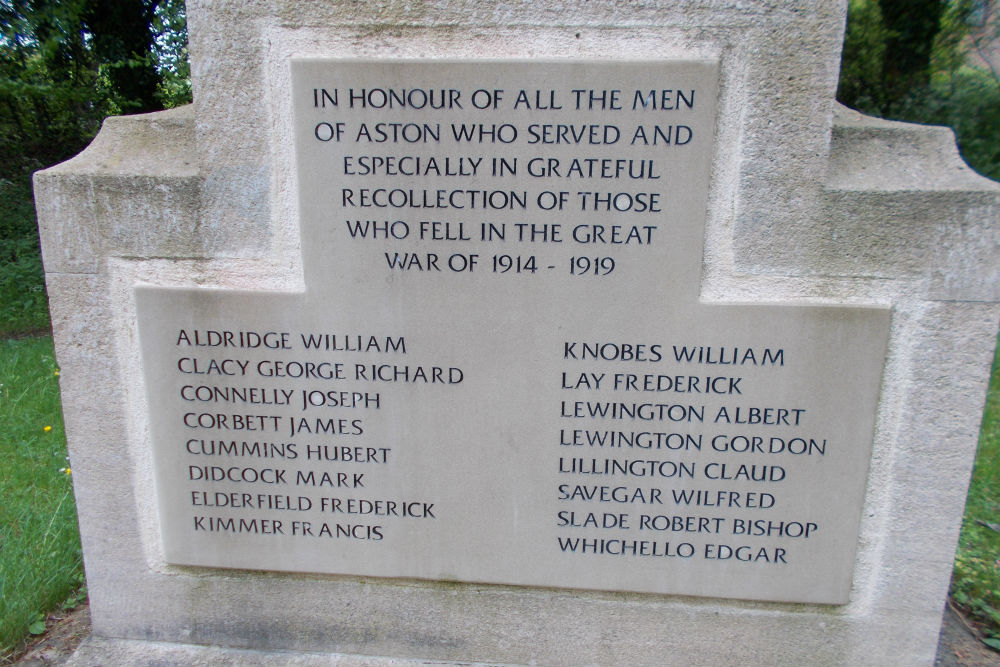 IN HONOUR OF ALL THE MEN
OF ASTON WHO SERVED AND
ESPECIALLY IN GRATEFUL
RECOLLECTION OF THOSE
WHO FELL IN THE GREAT
WAR OF 1914 - 1919
ALDRIDGE WILLIAM
CLACY GEORGE RICHARD
CONNELLY JOSEPH
CORBETT JAMES
CUMMINS HUBERT
DIDCOCK MARK
ELDERFIELD FREDERICK
KIMMER FRANCIS
KNOBES WILLIAM
LAY FREDERICK
LEWINGTON ALBERT
LEWINGTON GORDON
LILLINGTON CLAUD
SAVEGAR WILFRED
SLADE ROBERT BISHOP
WHICHELLO EDGAR